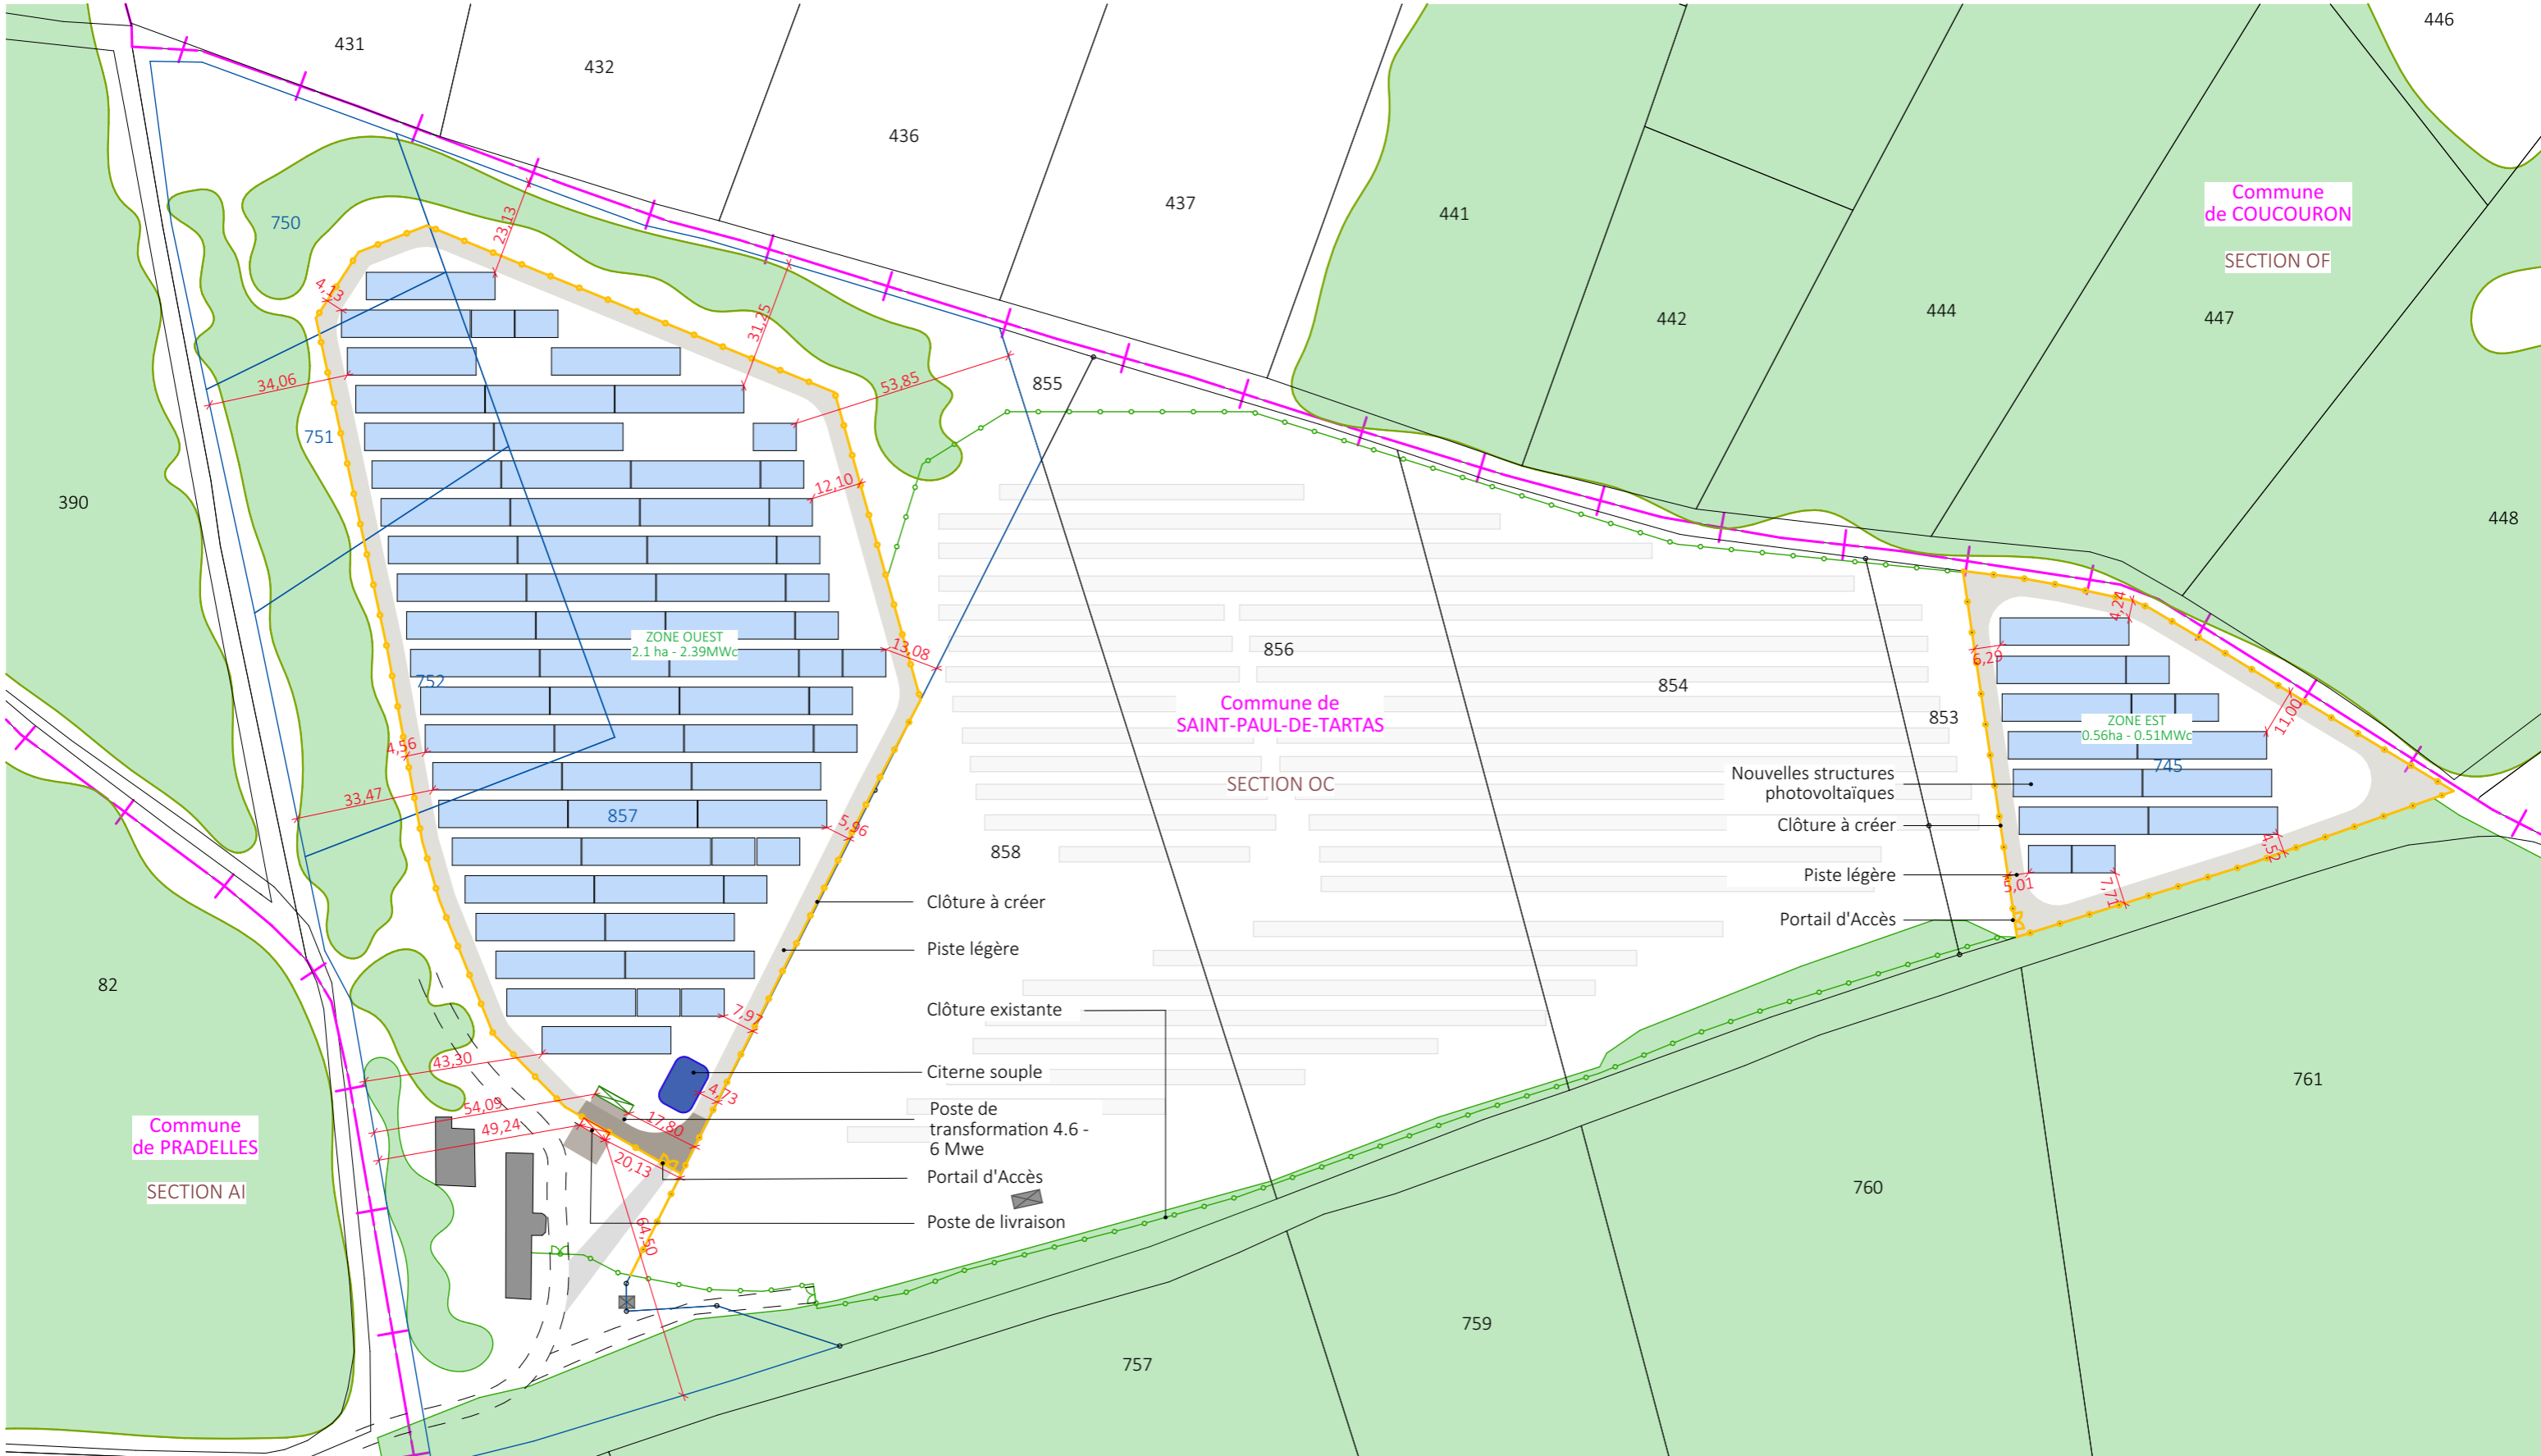 446
431
432
436
437
441
442
444
447
448
Commune
de COUCOURON
SECTION OF
750
23,13
4,13
31,25
34,06
53,85
855
751
12,10
390
ZONE OUEST
2.1 ha - 2.39MWc
13,08
752
4,56
33,47
857
5,96
856
854
853
Commune de
SAINT-PAUL-DE-TARTAS
SECTION OC
858
4,24
6,29
11,00
ZONE EST
0.56ha - 0.51MWc
745
4,52
5,01
7,71
Nouvelles structures
photovoltaïques
Clôture à créer
Piste légère
Portail d'Accès
Clôture à créer
Piste légère
Clôture existante
Citerne souple
Poste de
transformation 4.6 -
6 Mwe
Portail d'Accès
Poste de livraison
82
7,97
43,30
4,73
54,09
17,80
49,24
20,13
64,50
Commune
de PRADELLES
SECTION AI
761
760
759
757